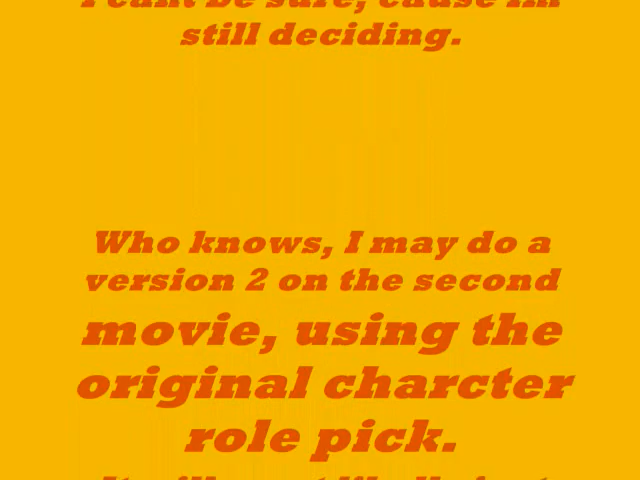 I cant be sure, cause Im
still deciding.
Who knows, I may do a
version 2 on the second
movie, using the
original charcter
role pick.